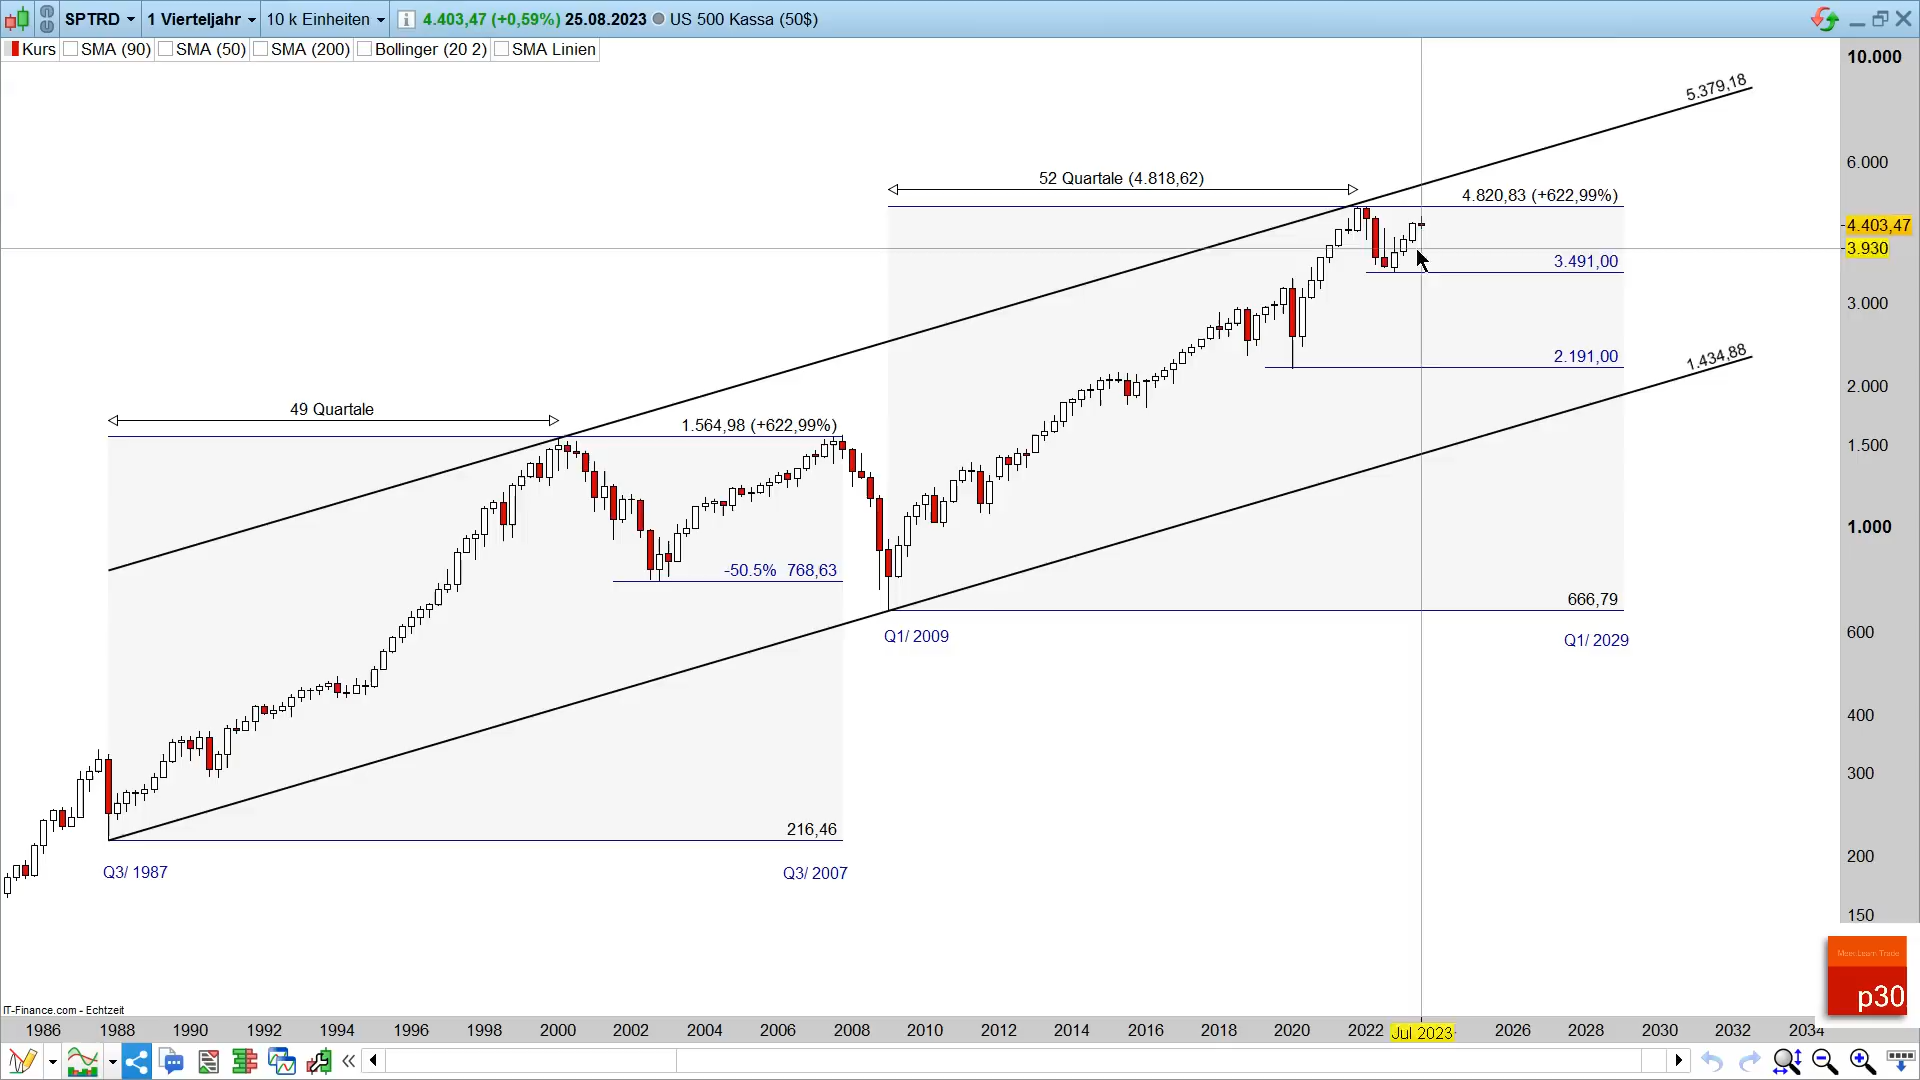 SPTRD 1 Vierteljahr 10 k Einheiten 4.403,47 (+0,59%) 25.08.2023 US 500 Kassa (50$)
Kurs SMA (90) SMA (50) SMA (200) Bollinger (20 2) SMA Linien
10.000
5.379,18
6.000
52 Quartale (4.818,62)
4.820,83 (+622,99%)
4.403,47
3.930
3.491,00
3.000
2.191,00
1.434,88
2.000
49 Quartale
1.564,98 (+622,99%)
1.500
1.000
-50.5% 768,63
666,79
600
Q1/ 2009
Q1/ 2029
400
300
216,46
200
Q3/ 1987
Q3/ 2007
150
Mem Learn Trade
p30
IT-Finance.com - Echtzeit
1986 1988 1990 1992 1994 1996 1998 2000 2002 2004 2006 2008 2010 2012 2014 2016 2018 2020 2022 Jul 2023 2026 2028 2030 2032 2034